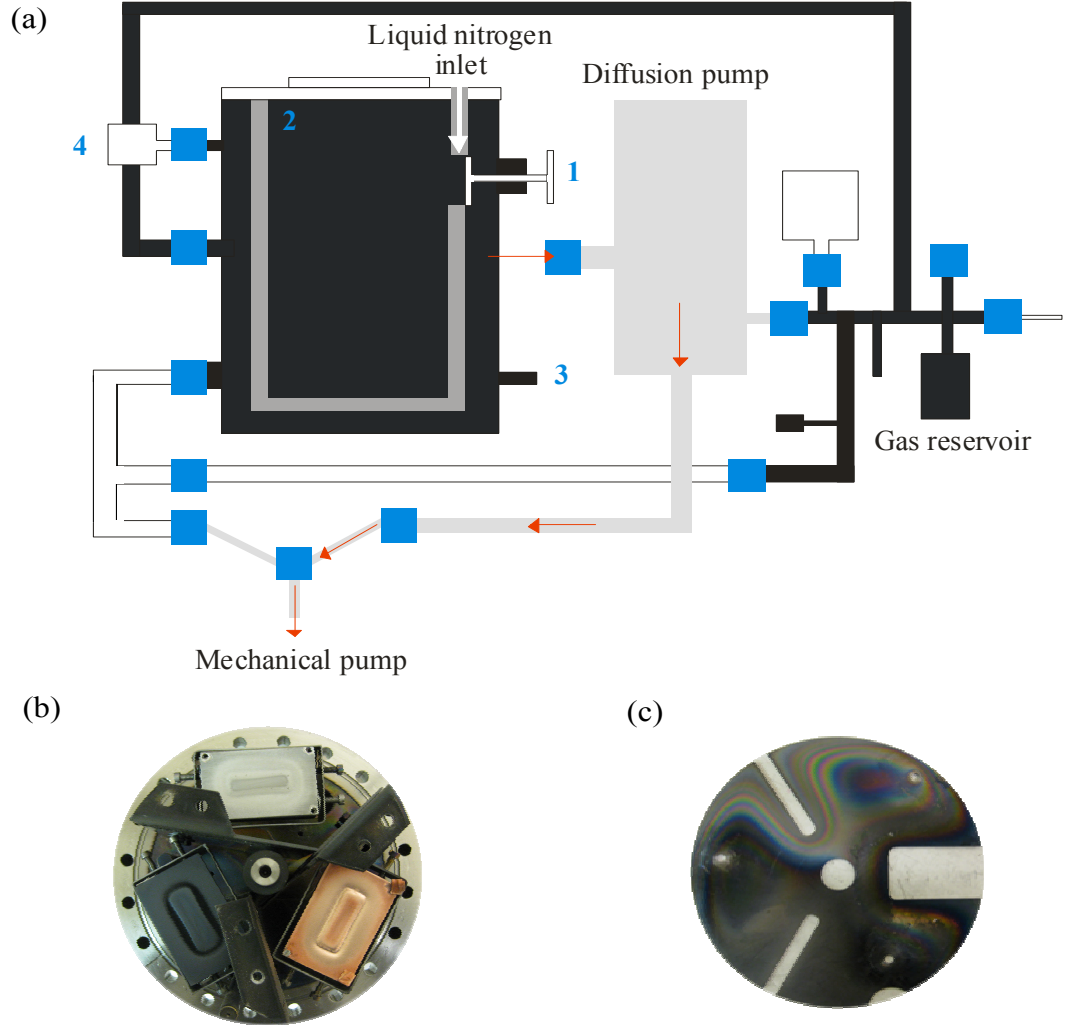 (a)
Liquid nitrogen
inlet
Diffusion pump
2
4
1
3
Gas reservoir
Mechanical pump
(b)
(c)